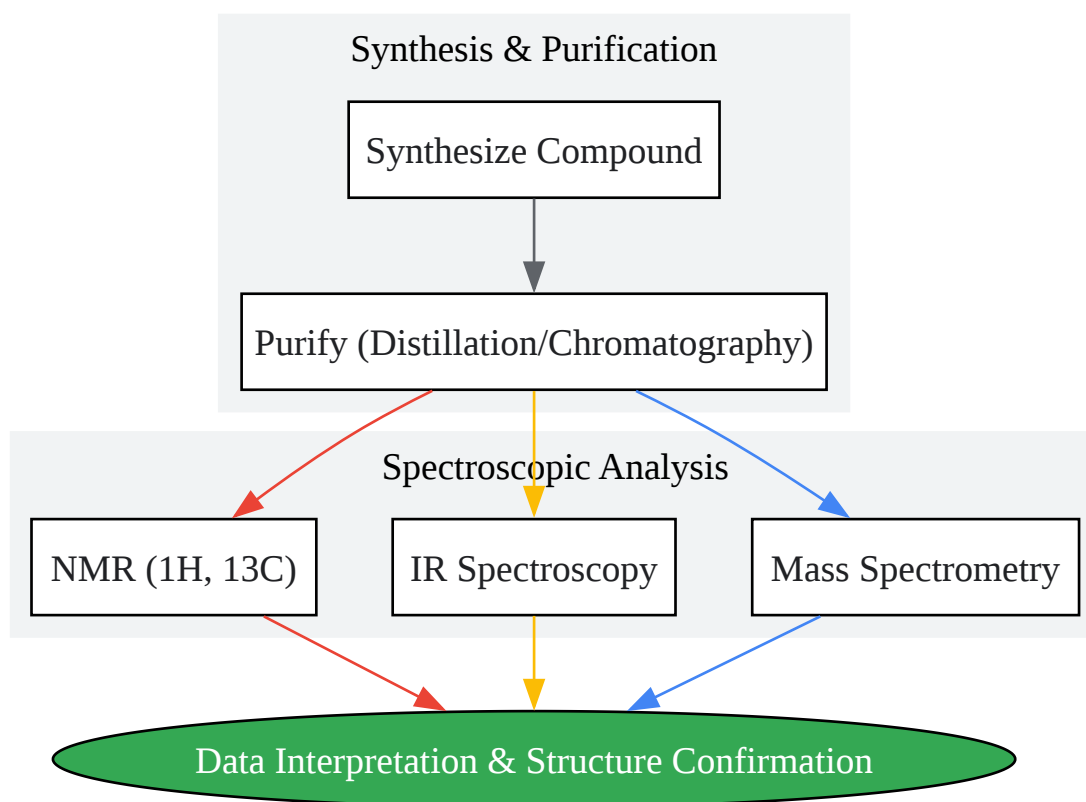 Synthesis & Purification
Synthesize Compound
Purify (Distillation/Chromatography)
Spectroscopic Analysis
NMR (1H, 13C)
IR Spectroscopy
Mass Spectrometry
Data Interpretation & Structure Confirmation